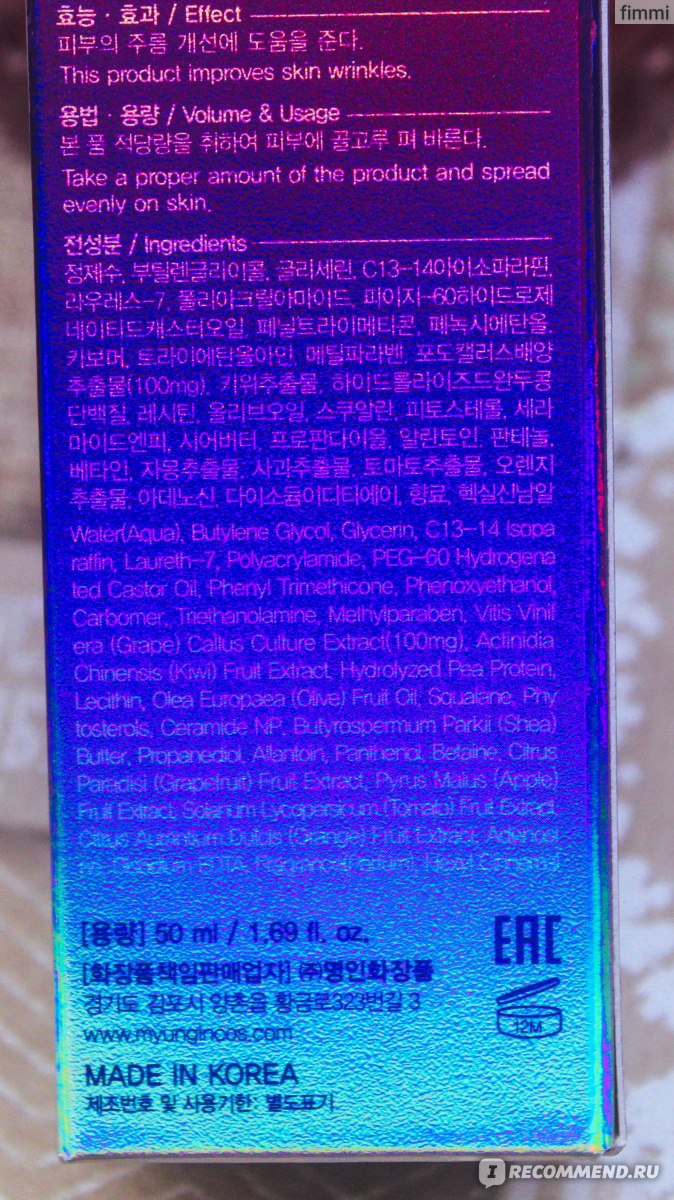 fimmi
효능 · 효과 / Effect
피부의 주름 개선에 도움을 준다.
This product improves skin wrinkles.
용법 · 용량 / Volume & Usage
본 품 적당량을 취하여 피부에 골고루 펴 바른다.
Take a proper amount of the product and spread
evenly on skin.
전성분 / Ingredients
정제수, 부틸렌글라이콜, 글리세린, C13-14아이소파라핀,
라우레스-7, 폴리아크릴아마이드, 피이지-60하이드로제
네이티드캐스터오일, 페닐트라이메티콘, 페녹시에탄올,
카보머, 트라이에탄올아민, 메틸파라벤, 포도캘러스배양
추출물(100mg), 키위추출물, 하이드롤라이즈드완두콩
단백질, 레시틴, 올리브오일, 스쿠알란, 피토스테롤, 세라
마이드엔피, 시어버터, 프로판다이올, 알란토인, 판테놀,
베타인, 자몽추출물, 사과추출물, 토마토추출물, 오렌지
추출물, 아데노신, 다이소듐이디티에이, 향료, 헥실신남알
Water(Aqua), Butylene Glycol, Glycerin, C13-14 Isopa
raffin, Laureth-7, Polyacrylamide, PEG-60 Hydrogena
ted Castor Oil, Phenyl Trimethicone, Phenoxyethanol,
Carbomer, Triethanolamine, Methylparaben, Vitis Vinif
era (Grape) Callus Culture Extract(100mg), Actinidia
Chinensis (Kiwi) Fruit Extract, Hydrolyzed Pea Protein,
Lecithin, Olea Europaea (Olive) Fruit Oil, Squalane, Phy
tosterols, Ceramide NP, Butyrospermum Parkii (Shea)
Butter, Propanediol, Allantoin, Panthenol, Betaine, Citrus
Paradisi (Grapefruit) Fruit Extract, Pyrus Malus (Apple)
Fruit Extract, Solanum Lycopersicum (Tomato) Fruit Extract,
Citrus Aurantium Dulcis (Orange) Fruit Extract, Adenosi
ne, Disodium EDTA, Fragrance(Parfum), Hexyl Cinnamal
[용량] 50 ml / 1.69 fl. oz.
EAC
[화장품책임판매업자] ㈜명인화장품
경기도 김포시 양촌읍 황금로323번길 3
12M
www.myungincos.com
MADE IN KOREA
제조번호 및 사용기한: 별도표기
IRECOMMEND.RU